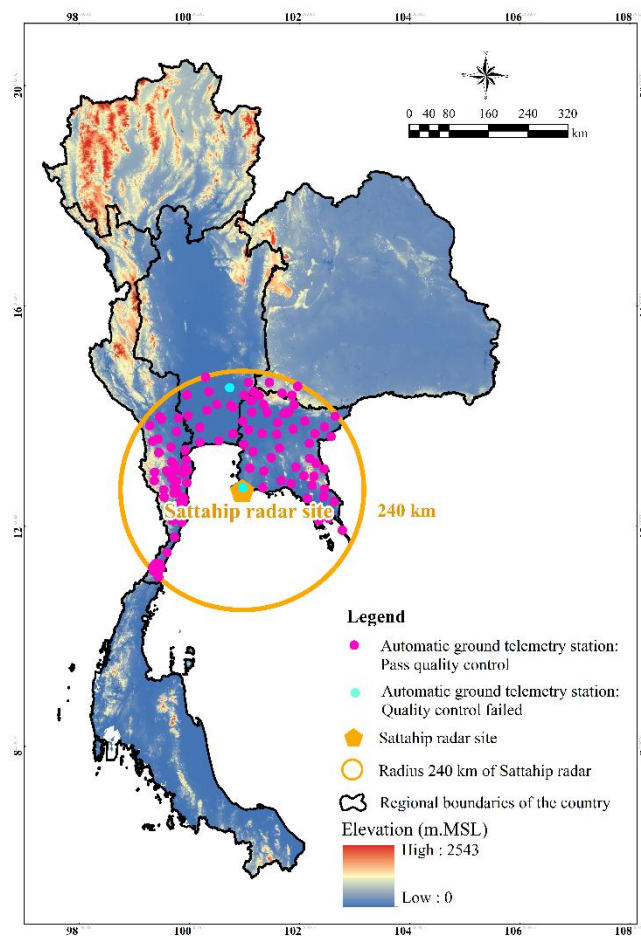 98 100 102 104 106 108
N
W E
S
0 40 80 160 240 320
km
20
16
12
8
Sattahip radar site
240 km
Legend
Automatic ground telemetry station:
Pass quality control
Automatic ground telemetry station:
Quality control failed
Sattahip radar site
Radius 240 km of Sattahip radar
Regional boundaries of the country
Elevation (m.MSL)
High : 2543
Low : 0
98 100 102 104 106 108